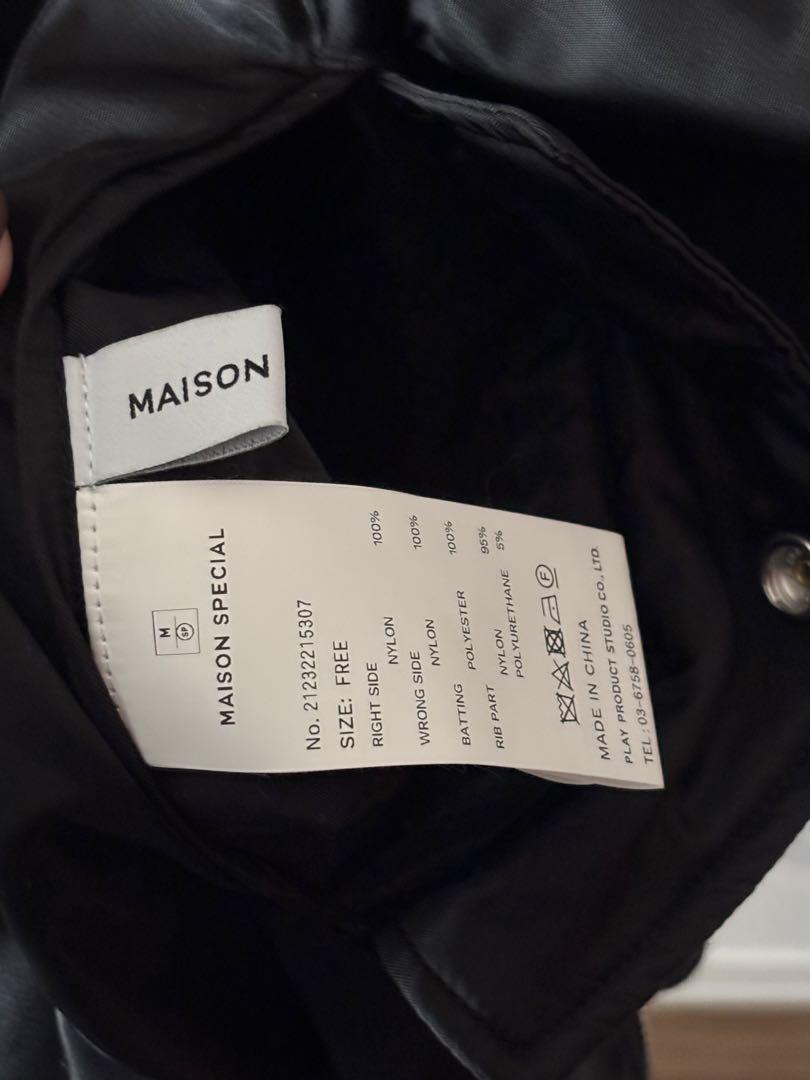 MAISON
M
SP
MAISON SPECIAL
No. 21232215307
SIZE: FREE
RIGHT SIDE
NYLON 100%
WRONG SIDE
NYLON 100%
BATTING
POLYESTER 100%
RIB PART
NYLON 95%
POLYURETHANE 5%
F
MADE IN CHINA
PLAY PRODUCT STUDIO CO., LTD.
TEL : 03-6758-0605